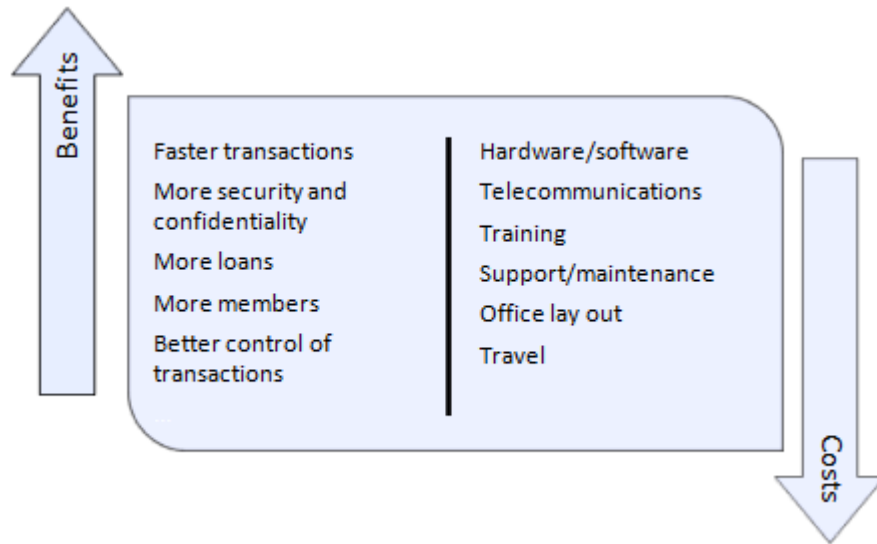 Benefits
Faster transactions
More security and
confidentiality
More loans
More members
Better control of
transactions
...
Hardware/software
Telecommunications
Training
Support/maintenance
Office lay out
Travel
Costs